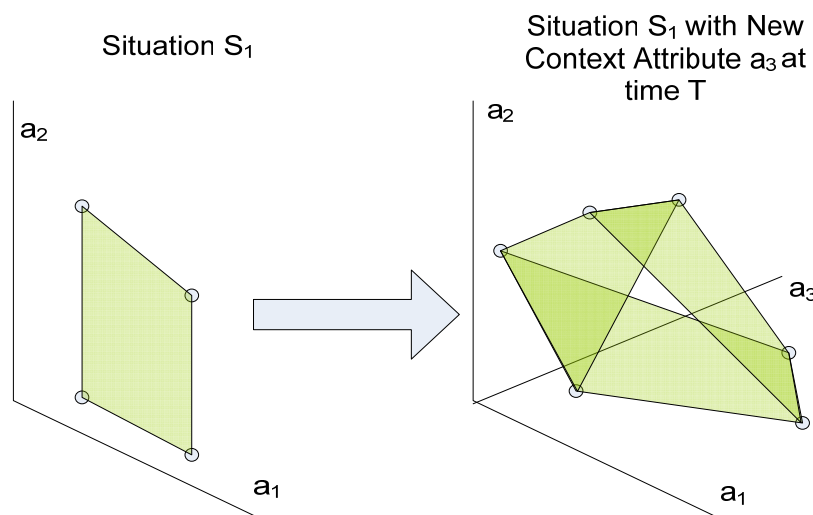 Situation S₁
Situation S₁ with New
Context Attribute a₃ at
time T
a₂
a₂
a₃
a₁
a₁